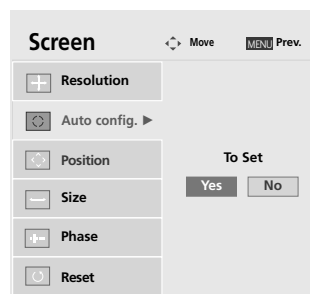 Screen
Move
MENU Prev.
Resolution
Auto config. ►
Position
Size
Phase
Reset
To Set
Yes No